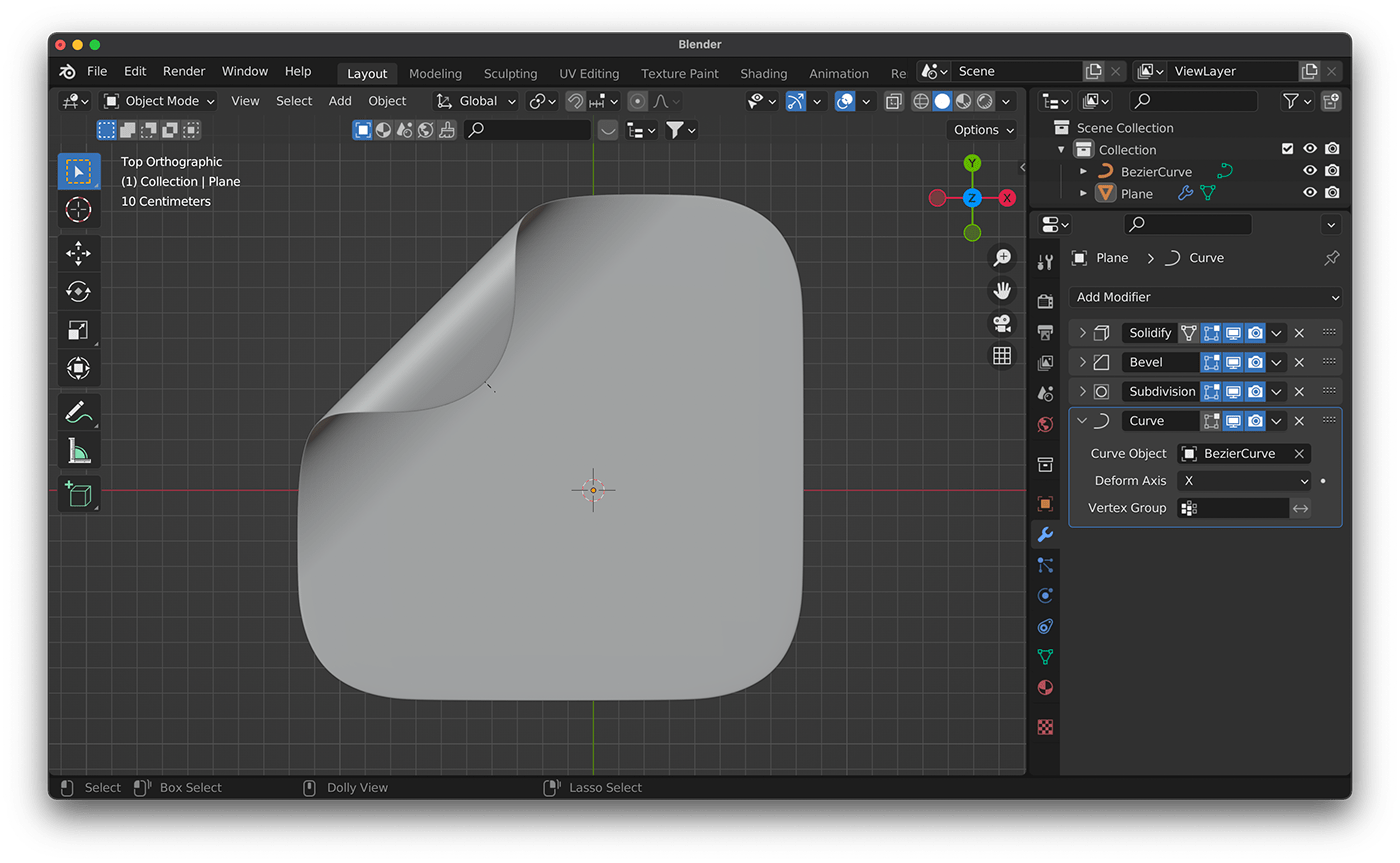 Blender
File Edit Render Window Help Layout Modeling Sculpting UV Editing Texture Paint Shading Animation Re Scene ViewLayer
Object Mode View Select Add Object Global
Options
Top Orthographic
(1) Collection | Plane
10 Centimeters
Y
X
Z
Scene Collection
Collection
BezierCurve
Plane
Plane Curve
Add Modifier
Solidify
Bevel
Subdivision
Curve
Curve Object BezierCurve
Deform Axis X
Vertex Group
Select Box Select Dolly View Lasso Select